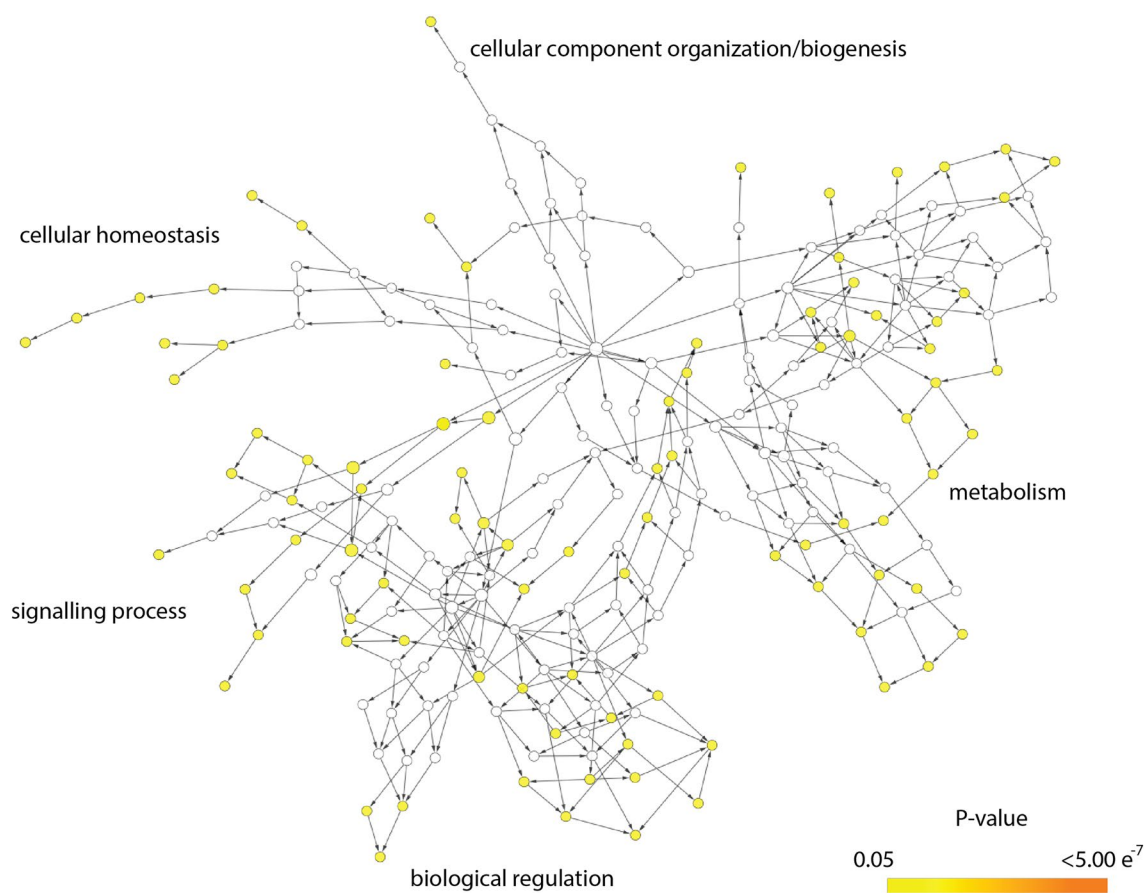 cellular component organization/biogenesis
cellular homeostasis
metabolism
signalling process
biological regulation
P-value
0.05
<5.00 e-7